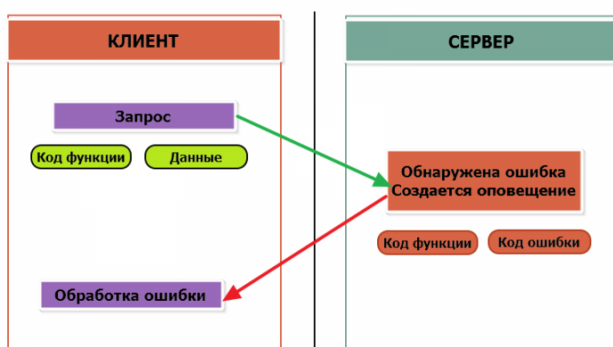 КЛИЕНТ
СЕРВЕР
Запрос
Код функции
Данные
Обнаружена ошибка
Создается оповещение
Код функции
Код ошибки
Обработка ошибки